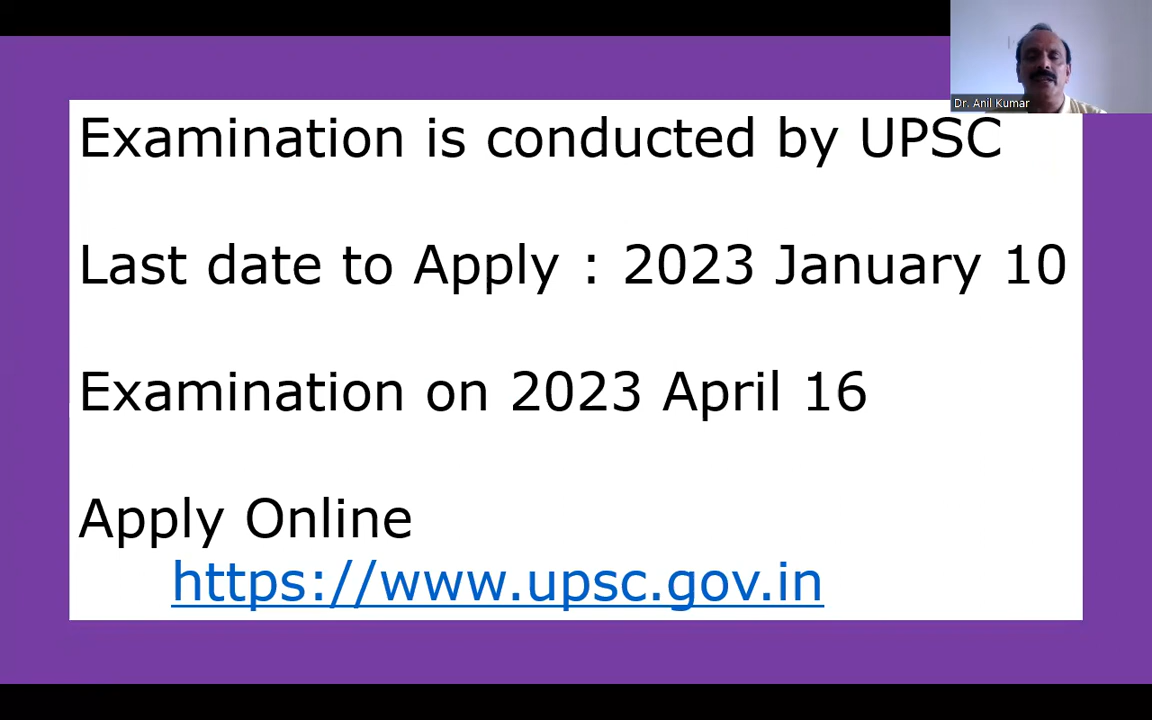 Dr. Anil Kumar
Examination is conducted by UPSC
Last date to Apply : 2023 January 10
Examination on 2023 April 16
Apply Online
https://www.upsc.gov.in